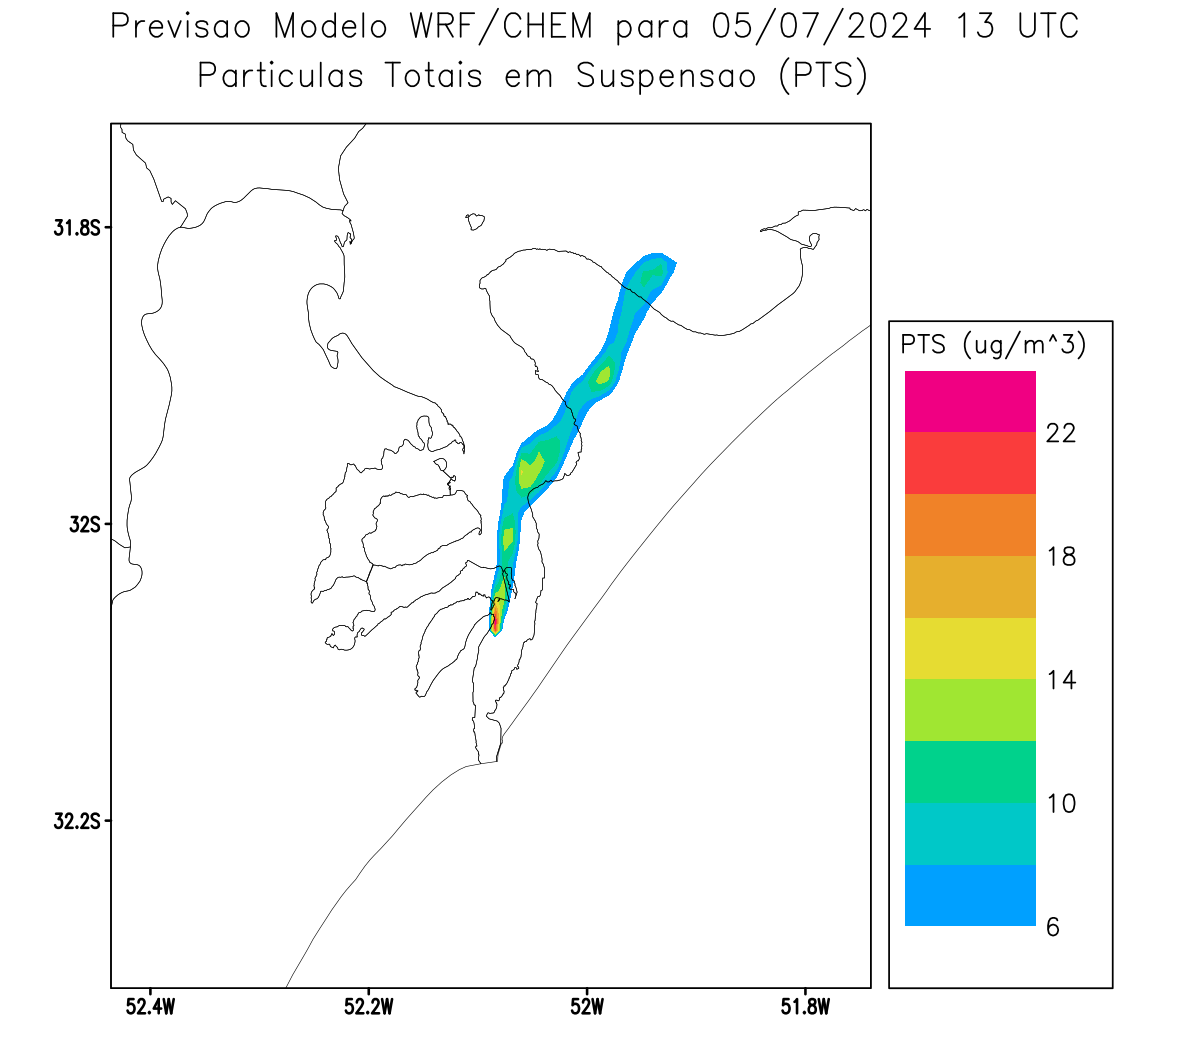 Previsao Modelo WRF/CHEM para 05/07/2024 13 UTC
Particulas Totais em Suspensao (PTS)
31.8S
32S
32.2S
52.4W
52.2W
52W
51.8W
PTS (ug/m^3)
22
18
14
10
6